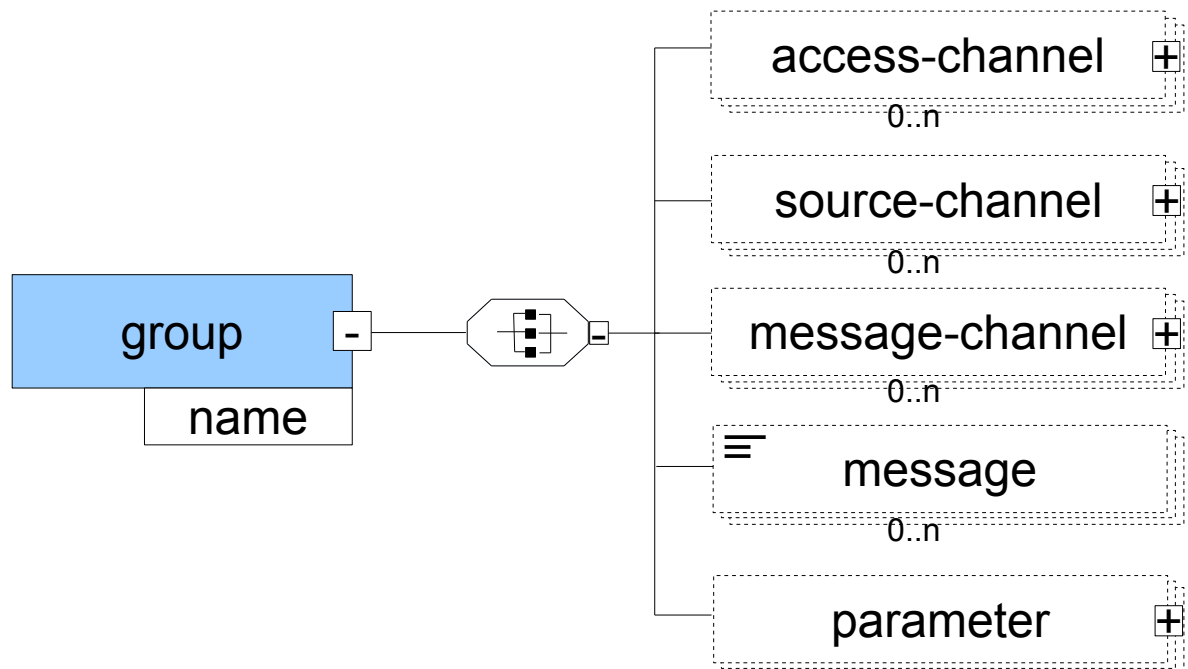 access-channel
0..n
source-channel
0..n
group
name
message-channel
0..n
message
0..n
parameter